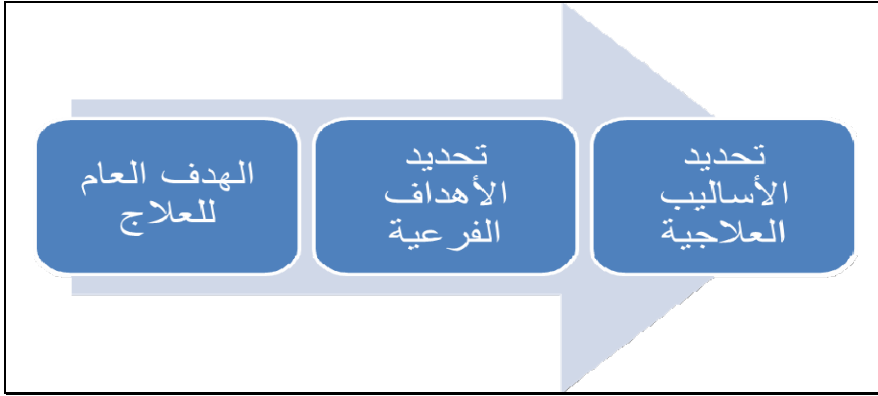 الهدف العام
للعلاج
تحديد
الأهداف
الفرعية
تحديد
الأساليب
العلاجية